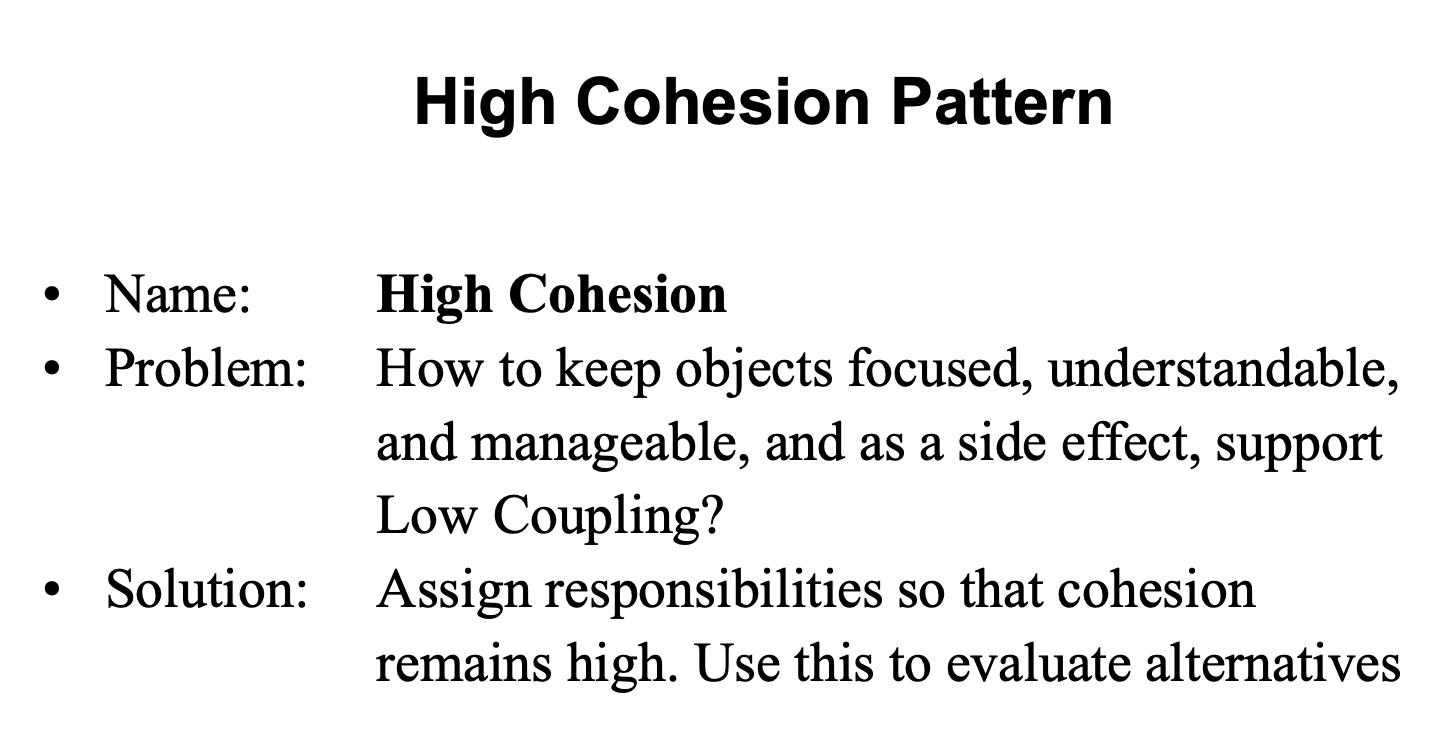 High Cohesion Pattern
• Name: High Cohesion
• Problem: How to keep objects focused, understandable,
and manageable, and as a side effect, support
Low Coupling?
• Solution: Assign responsibilities so that cohesion
remains high. Use this to evaluate alternatives